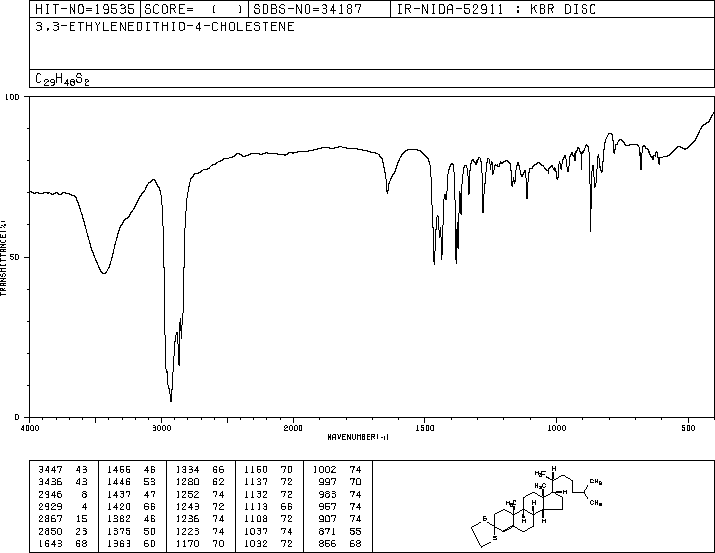 HIT-NO=19535 SCORE= ( ) SDBS-NO=34187 IR-NIDA-52911 : KBR DISC
3,3-ETHYLENEDITHIO-4-CHOLESTENE
C29H48S2
100
50
0
TRANSMITTANCE(%)
4000 3000 2000 1500 1000 500
WAVENUMBER(-1)
3447 43 1466 46 1334 66 1160 70 1002 74
3436 43 1446 53 1280 62 1137 72 997 70
2946 8 1437 47 1252 74 1132 72 983 74
2929 4 1420 66 1243 72 1113 66 957 74
2867 15 1382 46 1236 74 1108 72 907 74
2850 23 1375 50 1223 74 1037 74 871 55
1643 68 1363 60 1170 70 1032 72 856 68
H
H3C
CH3
H3C
H
CH3
H3C
H
H
H
S
S